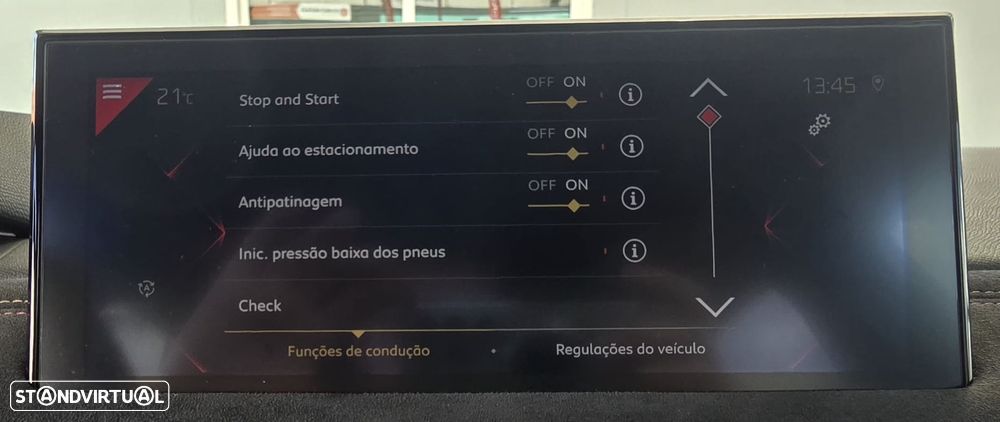 21°C
13:45
Stop and Start
OFF ON
Ajuda ao estacionamento
OFF ON
Antipatinagem
OFF ON
Inic. pressão baixa dos pneus
Check
Funções de condução
Regulações do veículo
STANDVIRTUAL